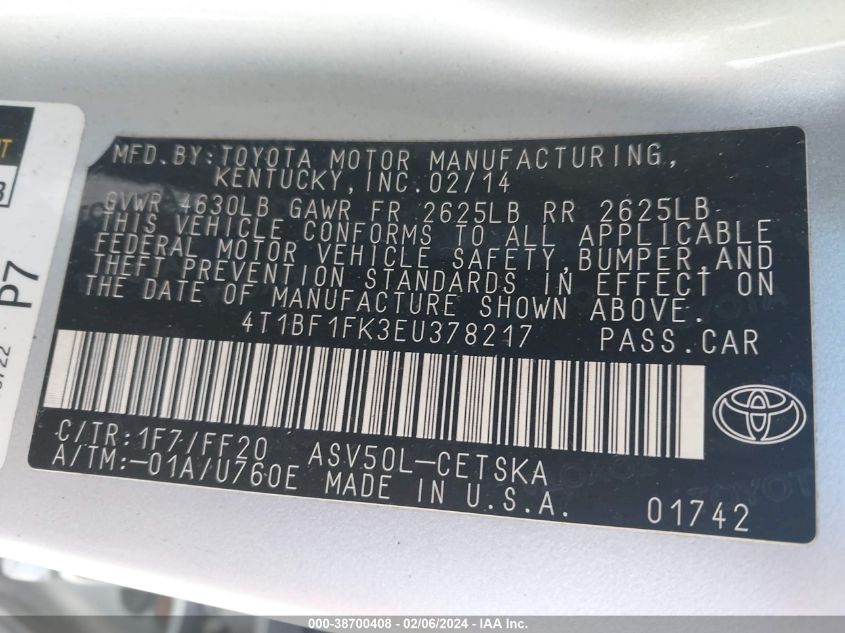 MFD. BY: TOYOTA MOTOR MANUFACTURING,
KENTUCKY, INC. 02/14
GVWR 4630LB GAWR FR 2625LB RR 2625LB
THIS VEHICLE CONFORMS TO ALL APPLICABLE
FEDERAL MOTOR VEHICLE SAFETY, BUMPER, AND
THEFT PREVENTION STANDARDS IN EFFECT ON
THE DATE OF MANUFACTURE SHOWN ABOVE.
4T1BF1FK3EU378217 PASS.CAR
C/TR: 1F7/FF20 ASV50L-CETSKA
A/TM:-01A/U760E MADE IN U.S.A.
01742
P7
000-38700408 - 02/06/2024 - IAA Inc.